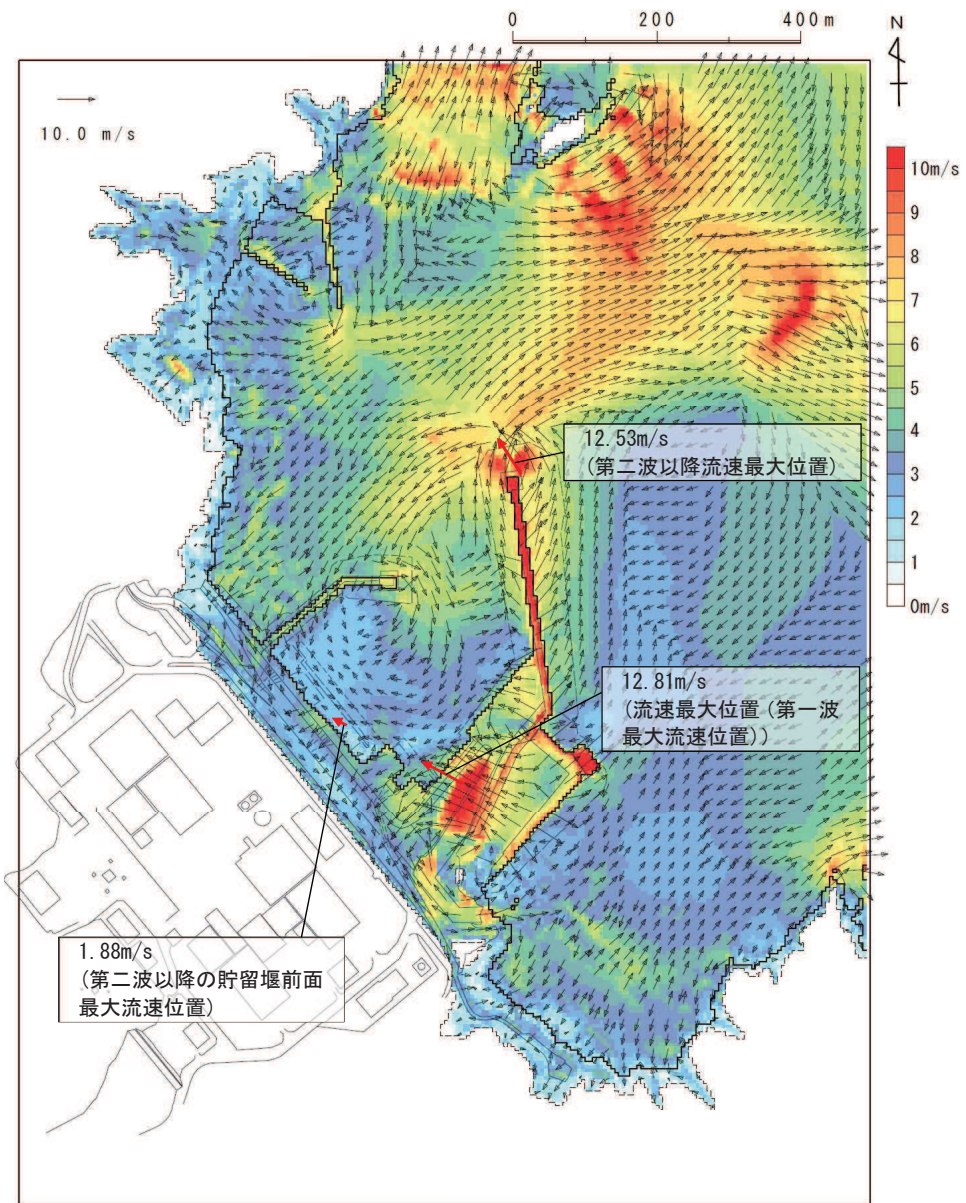 0 200 400m
N
10.0 m/s
10m/s
9
8
7
6
5
4
3
2
1
0m/s
12.53m/s
(第二波以降流速最大位置)
12.81m/s
(流速最大位置(第一波
最大流速位置))
1.88m/s
(第二波以降の貯留堰前面
最大流速位置)